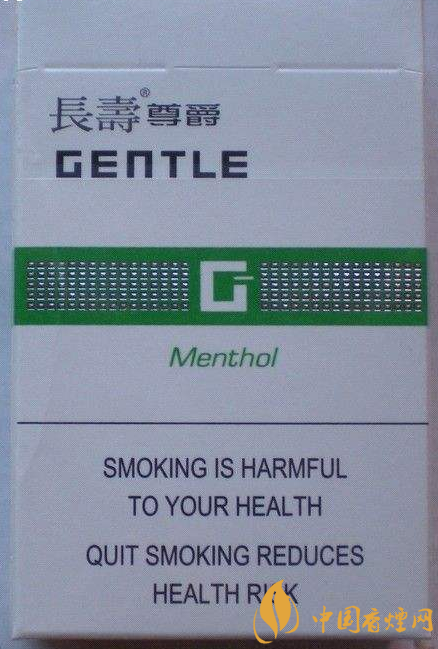 長壽®尊爵
GENTLE
G
Menthol
SMOKING IS HARMFUL
TO YOUR HEALTH
QUIT SMOKING REDUCES
HEALTH RISK
中国香烟网